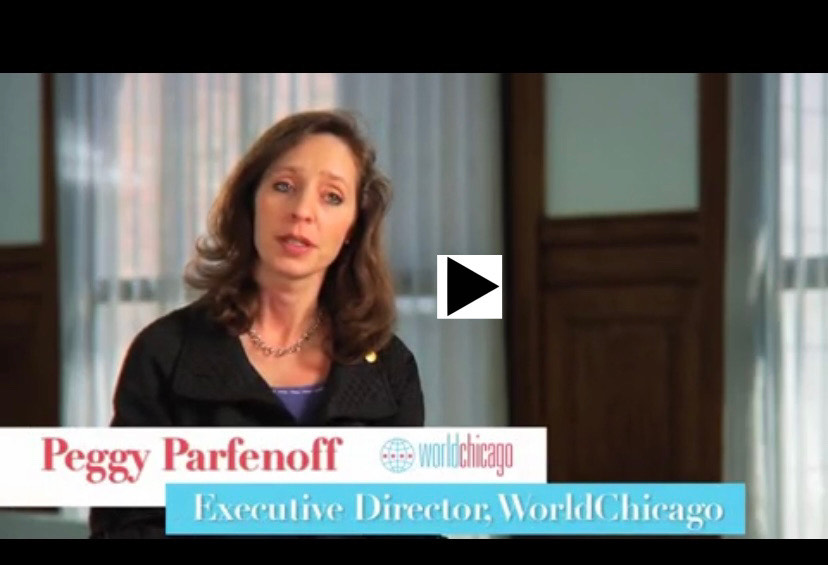 Peggy Parfenoff worldchicago
Executive Director, WorldChicago